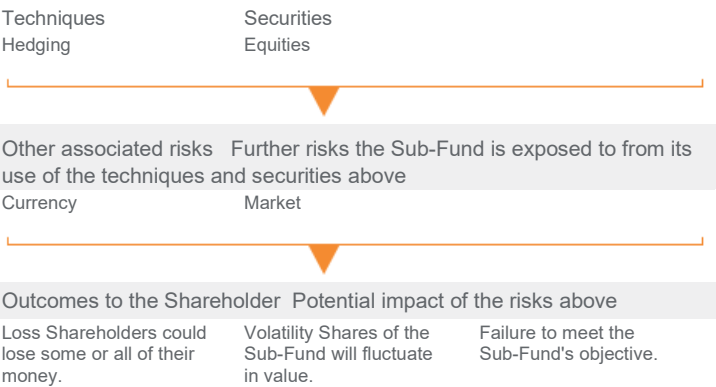 Techniques Securities
Hedging Equities
Other associated risks Further risks the Sub-Fund is exposed to from its
use of the techniques and securities above
Currency Market
Outcomes to the Shareholder Potential impact of the risks above
Loss Shareholders could
lose some or all of their
money.
Volatility Shares of the
Sub-Fund will fluctuate
in value.
Failure to meet the
Sub-Fund's objective.